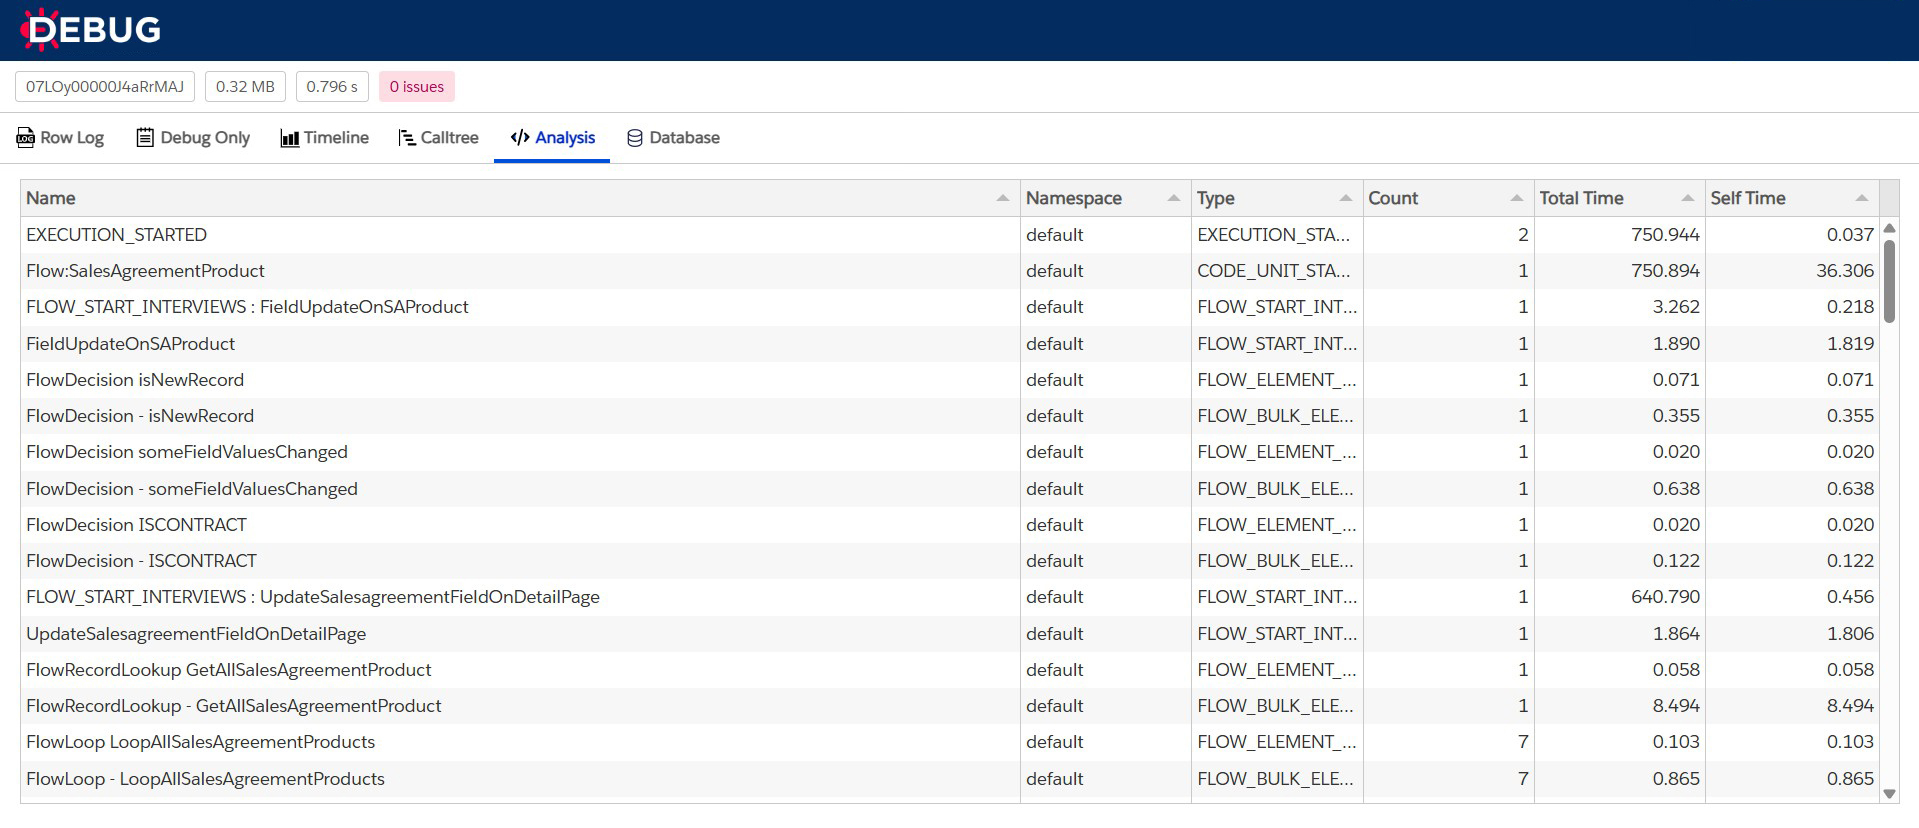 DEBUG
07LOy00000J4aRrMAJ 0.32 MB 0.796 s 0 issues
LOG Row Log Debug Only Timeline Calltree Analysis Database
Name Namespace Type Count Total Time Self Time
EXECUTION_STARTED default EXECUTION_STA... 2 750.944 0.037
Flow:SalesAgreementProduct default CODE_UNIT_STA... 1 750.894 36.306
FLOW_START_INTERVIEWS : FieldUpdateOnSAProduct default FLOW_START_INT... 1 3.262 0.218
FieldUpdateOnSAProduct default FLOW_START_INT... 1 1.890 1.819
FlowDecision isNewRecord default FLOW_ELEMENT_... 1 0.071 0.071
FlowDecision - isNewRecord default FLOW_BULK_ELE... 1 0.355 0.355
FlowDecision someFieldValuesChanged default FLOW_ELEMENT_... 1 0.020 0.020
FlowDecision - someFieldValuesChanged default FLOW_BULK_ELE... 1 0.638 0.638
FlowDecision ISCONTRACT default FLOW_ELEMENT_... 1 0.020 0.020
FlowDecision - ISCONTRACT default FLOW_BULK_ELE... 1 0.122 0.122
FLOW_START_INTERVIEWS : UpdateSalesagreementFieldOnDetailPage default FLOW_START_INT... 1 640.790 0.456
UpdateSalesagreementFieldOnDetailPage default FLOW_START_INT... 1 1.864 1.806
FlowRecordLookup GetAllSalesAgreementProduct default FLOW_ELEMENT_... 1 0.058 0.058
FlowRecordLookup - GetAllSalesAgreementProduct default FLOW_BULK_ELE... 1 8.494 8.494
FlowLoop LoopAllSalesAgreementProducts default FLOW_ELEMENT_... 7 0.103 0.103
FlowLoop - LoopAllSalesAgreementProducts default FLOW_BULK_ELE... 7 0.865 0.865